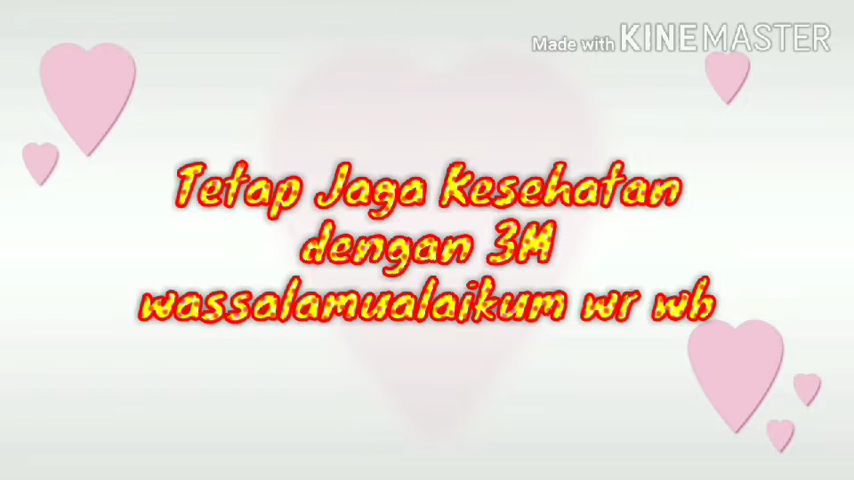 Made with KINEMASTER
Tetap Jaga Kesehatan
dengan 3M
wassalamualaikum wr wb